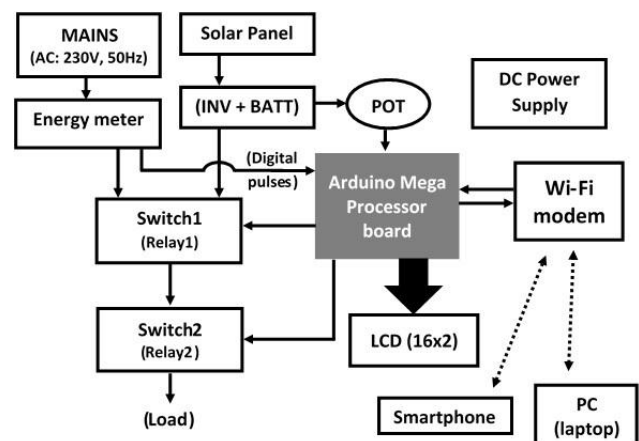 MAINS
(AC: 230V, 50Hz)
Solar Panel
DC Power
Supply
Energy meter
(INV + BATT)
POT
(Digital
pulses)
Arduino Mega
Processor
board
Wi-Fi
modem
Switch1
(Relay1)
Switch2
(Relay2)
LCD (16x2)
(Load)
Smartphone
PC
(laptop)